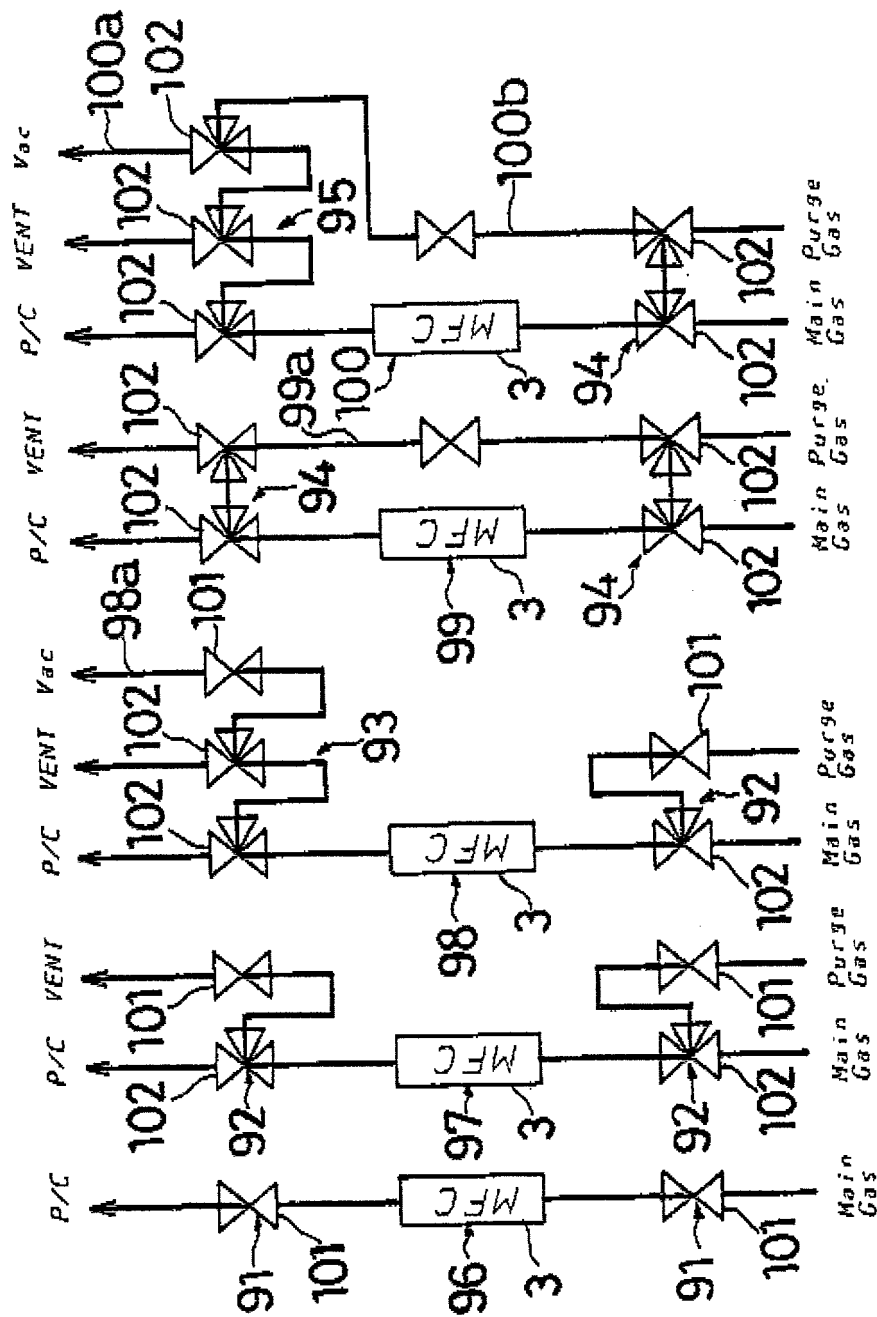 P/C
P/C
VENT
P/C
VENT
Vac
P/C
VENT
P/C
VENT
Vac
102
101
102
102
98a
101
102
102
102
102
102
100a
91
101
92
93
94
95
99a
MFC
MFC
MFC
MFC
MFC
96
3
97
3
98
3
99
3
100
3
100b
91
101
92
102
101
102
92
101
94
102
102
94
102
102
Main Gas
Main Gas
Purge Gas
Main Gas
Purge Gas
Main Gas
Purge Gas
Main Gas
Purge Gas